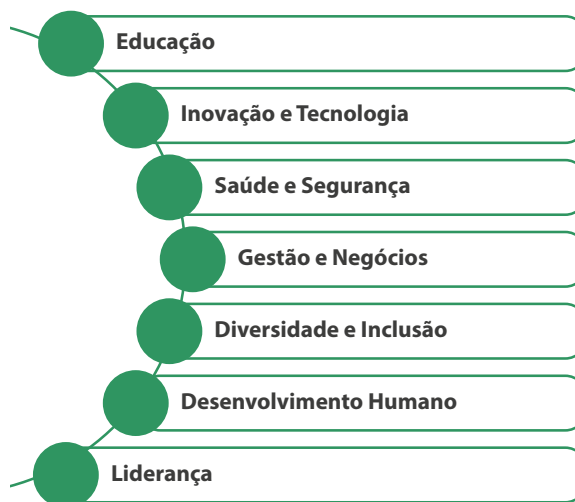 Educação
Inovação e Tecnologia
Saúde e Segurança
Gestão e Negócios
Diversidade e Inclusão
Desenvolvimento Humano
Liderança